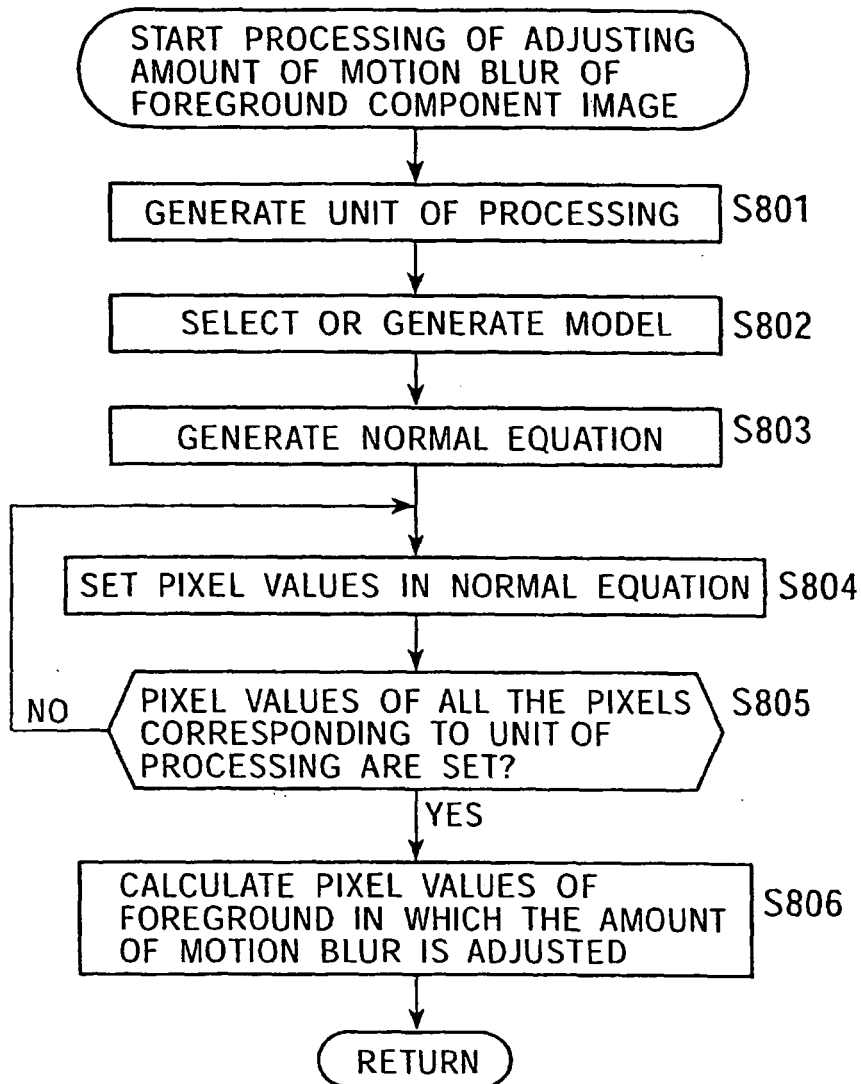 START PROCESSING OF ADJUSTING
AMOUNT OF MOTION BLUR OF
FOREGROUND COMPONENT IMAGE
GENERATE UNIT OF PROCESSING
S801
SELECT OR GENERATE MODEL
S802
GENERATE NORMAL EQUATION
S803
SET PIXEL VALUES IN NORMAL EQUATION
S804
PIXEL VALUES OF ALL THE PIXELS
CORRESPONDING TO UNIT OF
PROCESSING ARE SET?
S805
NO
YES
CALCULATE PIXEL VALUES OF
FOREGROUND IN WHICH THE AMOUNT
OF MOTION BLUR IS ADJUSTED
S806
RETURN